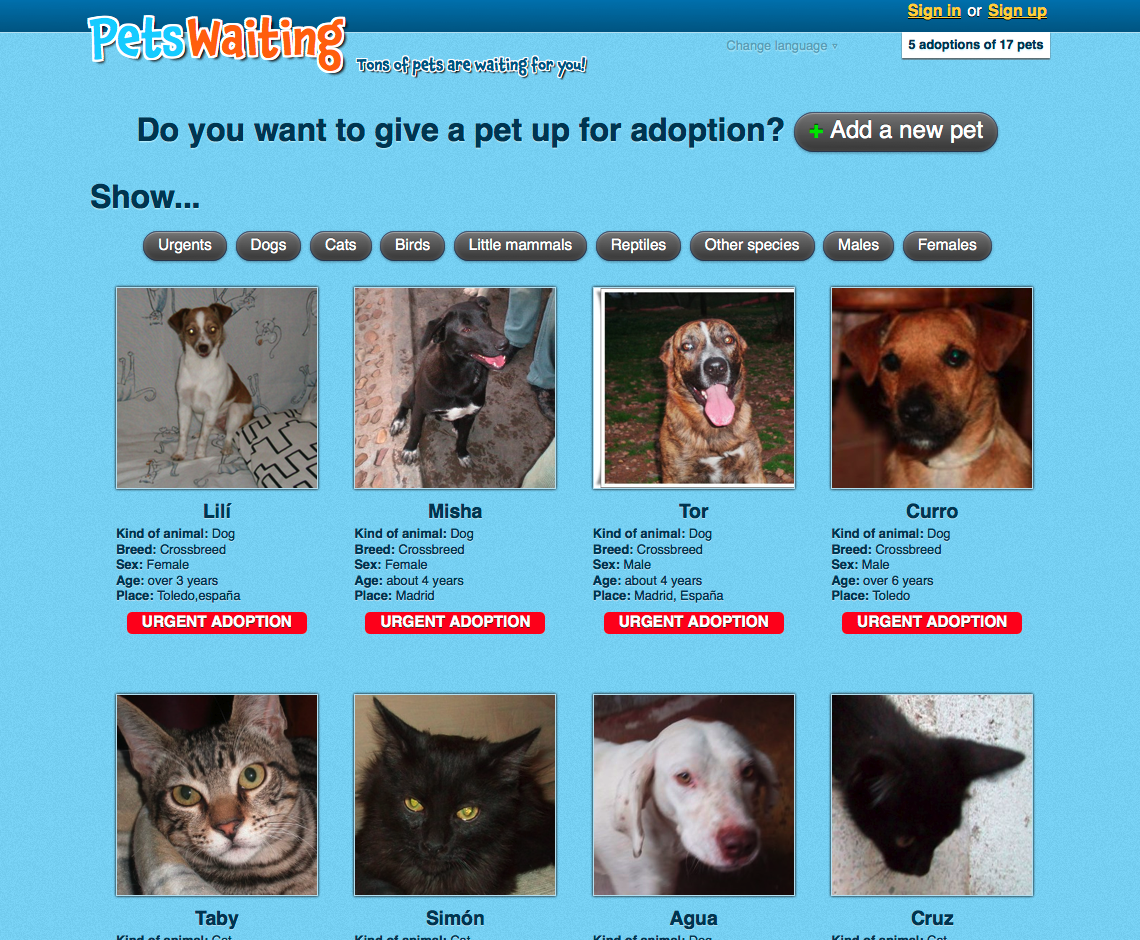 Sign in or Sign up
PetsWaiting
Tons of pets are waiting for you!
Change language ▿
5 adoptions of 17 pets
Do you want to give a pet up for adoption? + Add a new pet
Show...
Urgents Dogs Cats Birds Little mammals Reptiles Other species Males Females
Lilí
Kind of animal: Dog
Breed: Crossbreed
Sex: Female
Age: over 3 years
Place: Toledo,españa
URGENT ADOPTION
Misha
Kind of animal: Dog
Breed: Crossbreed
Sex: Female
Age: about 4 years
Place: Madrid
URGENT ADOPTION
Tor
Kind of animal: Dog
Breed: Crossbreed
Sex: Male
Age: about 4 years
Place: Madrid, España
URGENT ADOPTION
Curro
Kind of animal: Dog
Breed: Crossbreed
Sex: Male
Age: over 6 years
Place: Toledo
URGENT ADOPTION
Taby
Kind of animal: Cat
Simón
Kind of animal: Cat
Agua
Kind of animal: Dog
Cruz
Kind of animal: Cat